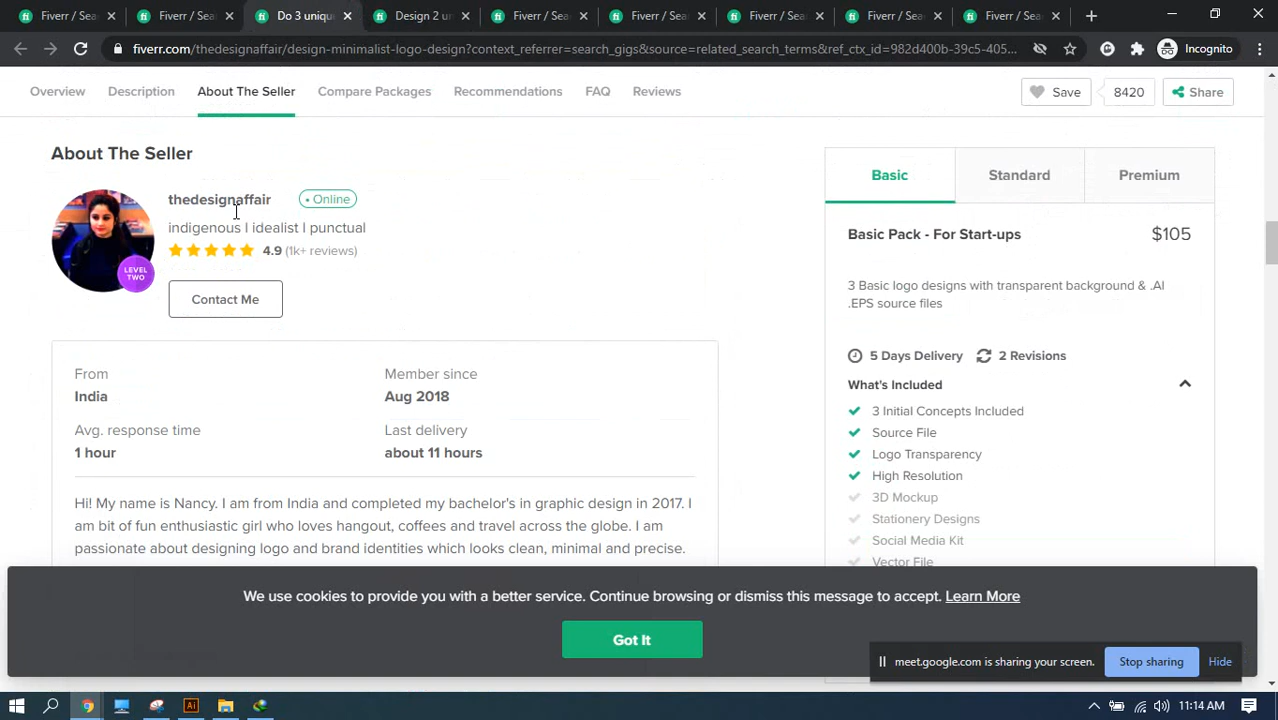 Fiverr / Sea
Fiverr / Sea
Do 3 uniqu
Design 2 un
Fiverr / Sea
Fiverr / Sea
Fiverr / Sea
Fiverr / Sea
Fiverr / Sea
fiverr.com/thedesignaffair/design-minimalist-logo-design?context_referrer=search_gigs&source=related_search_terms&ref_ctx_id=982d400b-39c5-405...
Incognito
Overview
Description
About The Seller
Compare Packages
Recommendations
FAQ
Reviews
Save
8420
Share
About The Seller
thedesignaffair
• Online
indigenous I idealist I punctual
4.9 (1k+ reviews)
LEVEL
TWO
Contact Me
From
India
Member since
Aug 2018
Avg. response time
1 hour
Last delivery
about 11 hours
Hi! My name is Nancy. I am from India and completed my bachelor's in graphic design in 2017. I
am bit of fun enthusiastic girl who loves hangout, coffees and travel across the globe. I am
passionate about designing logo and brand identities which looks clean, minimal and precise.
Basic
Standard
Premium
Basic Pack - For Start-ups
$105
3 Basic logo designs with transparent background & .AI
.EPS source files
5 Days Delivery
2 Revisions
What's Included
3 Initial Concepts Included
Source File
Logo Transparency
High Resolution
3D Mockup
Stationery Designs
Social Media Kit
Vector File
We use cookies to provide you with a better service. Continue browsing or dismiss this message to accept. Learn More
Got It
meet.google.com is sharing your screen.
Stop sharing
Hide
Ai
11:14 AM